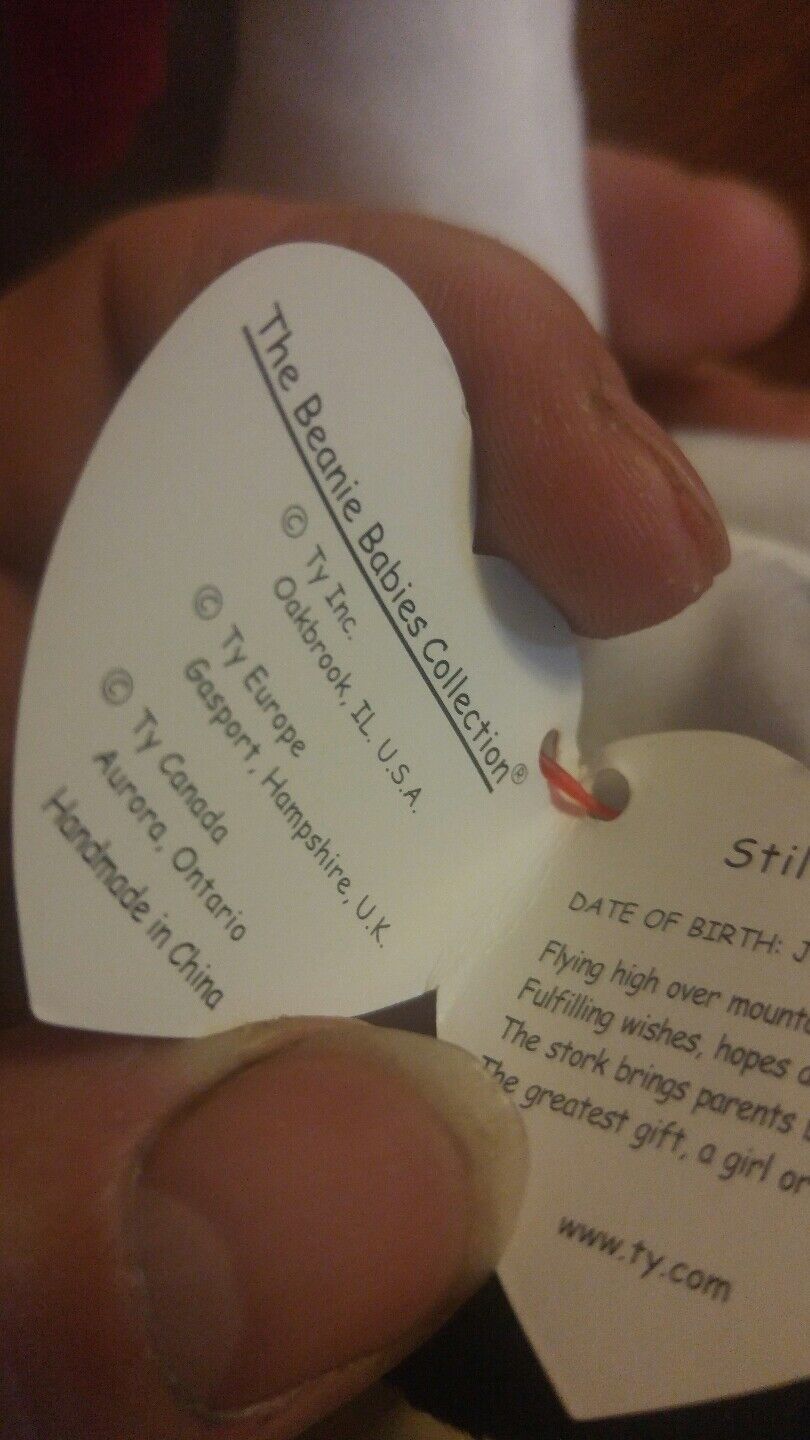 The Beanie Babies Collection®
© Ty Inc.
Oakbrook, IL. U.S.A.
© Ty Europe
Gasport, Hampshire, U.K.
© Ty Canada
Aurora, Ontario
Handmade in China
Stil
DATE OF BIRTH: J
Flying high over mount
Fulfilling wishes, hopes
The stork brings parents
The greatest gift, a girl or
www.ty.com